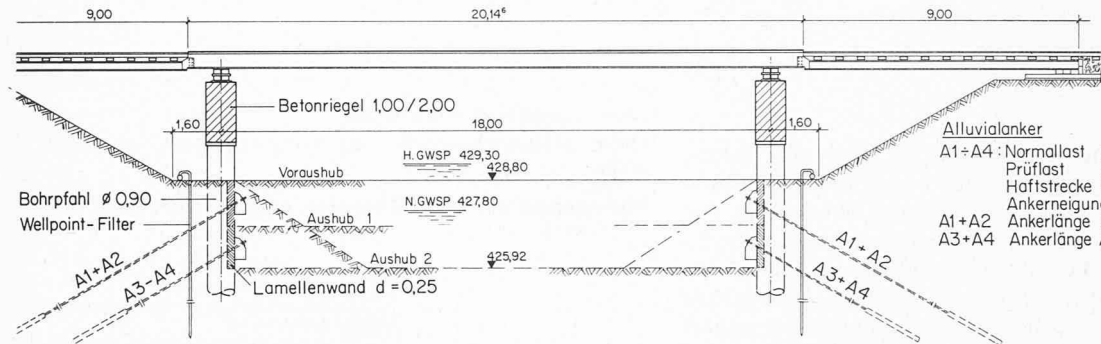 9,00
20,14⁶
9,00
Betonriegel 1,00/2,00
1,60
18,00
1,60
Alluvialanker
A1÷A4: Normallast
Prüflast
Haftstrecke
Ankerneigung
A1+A2 Ankerlänge
A3+A4 Ankerlänge
H.GWSP 429,30
428,80
Voraushub
Bohrpfahl ø 0,90
N.GWSP 427,80
Wellpoint-Filter
Aushub 1
A1+A2
A1+A2
Aushub 2
425,92
A3-A4
A3+A4
Lamellenwand d = 0,25